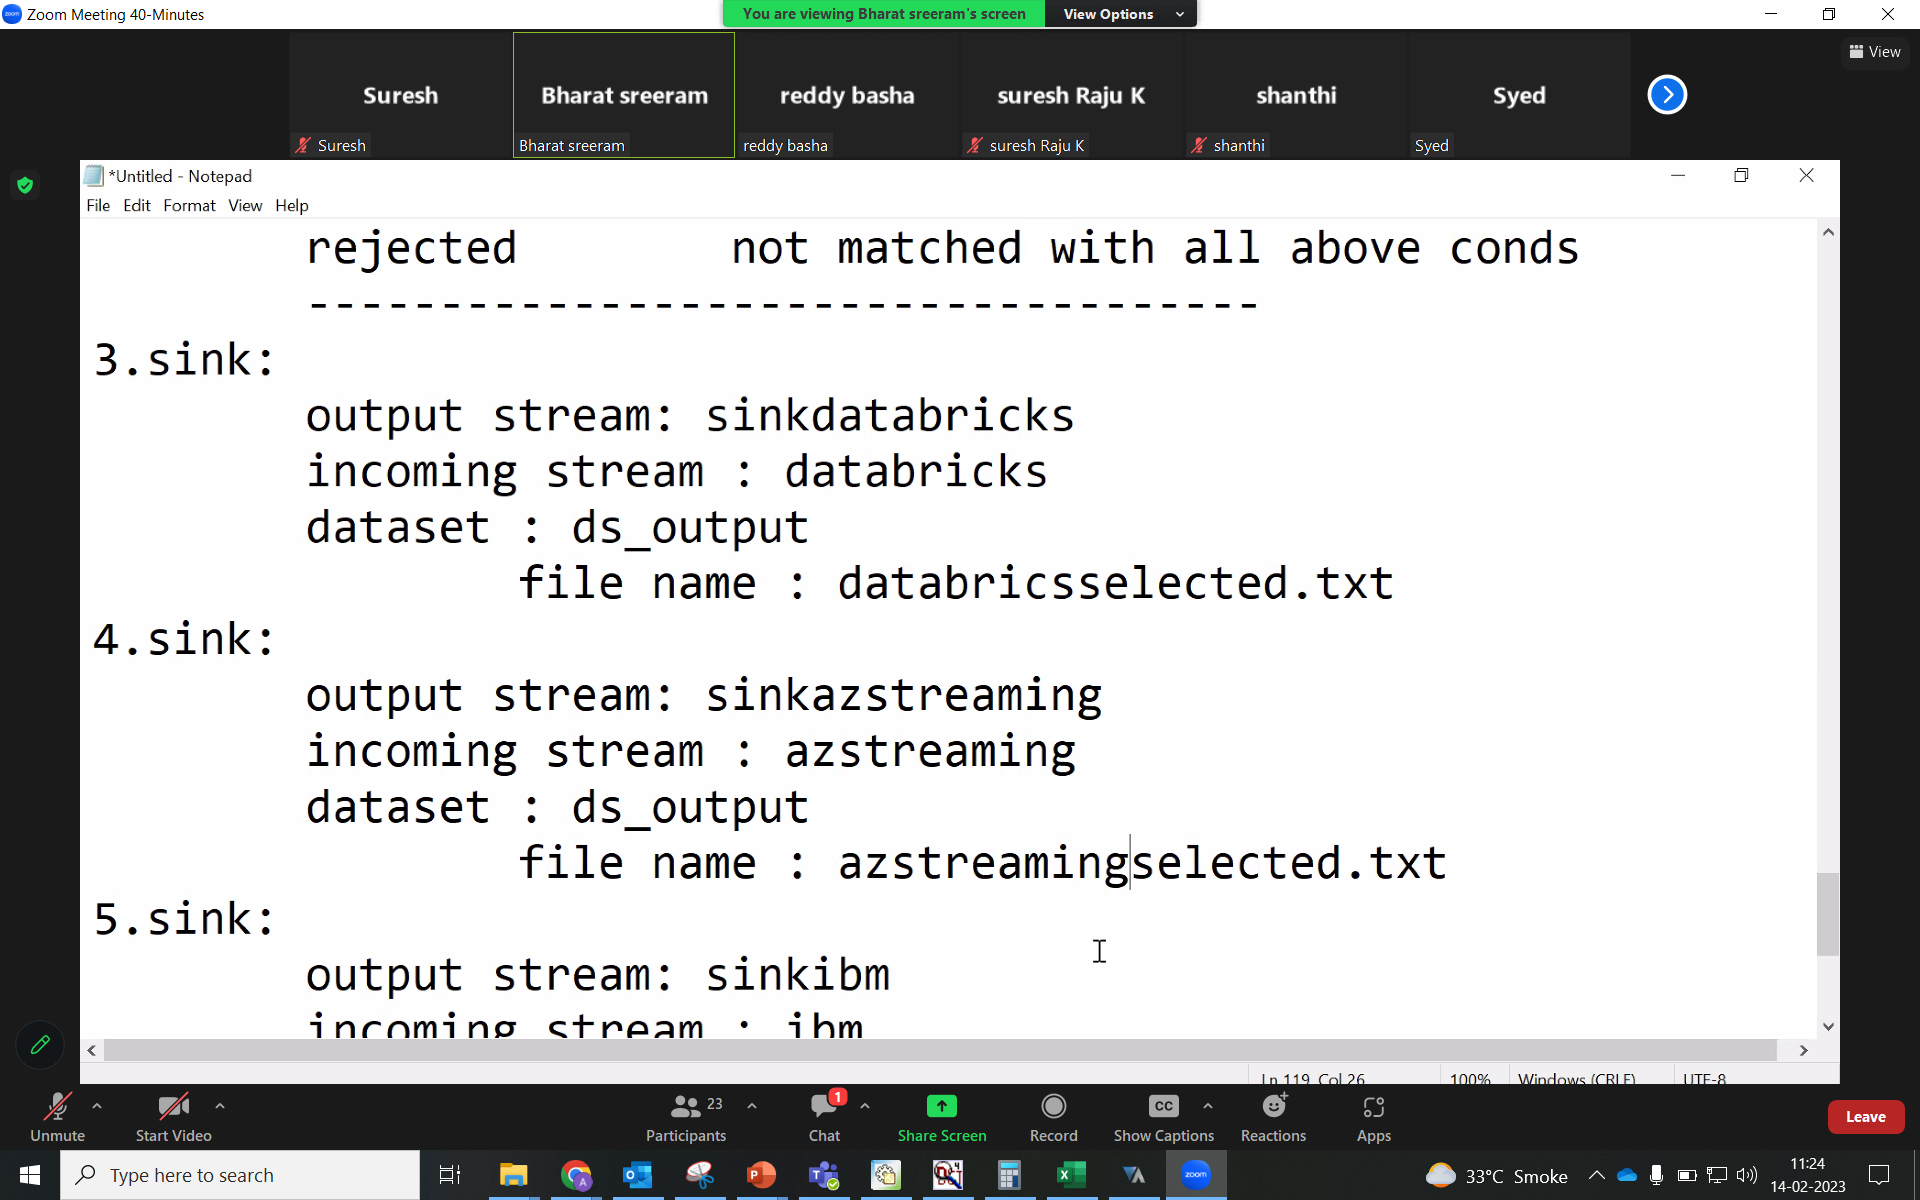 Zoom Meeting 40-Minutes
You are viewing Bharat sreeram's screen
View Options
View
Suresh
Bharat sreeram
reddy basha
suresh Raju K
shanthi
Syed
Suresh
Bharat sreeram
reddy basha
suresh Raju K
shanthi
Syed
*Untitled - Notepad
File Edit Format View Help
rejected not matched with all above conds
------------------------------------
3.sink:
output stream: sinkdatabricks
incoming stream : databricks
dataset : ds_output
file name : databricsselected.txt
4.sink:
output stream: sinkazstreaming
incoming stream : azstreaming
dataset : ds_output
file name : azstreamingselected.txt
5.sink:
output stream: sinkibm
incoming stream : ibm
Ln 119, Col 26
100%
Windows (CRLF)
UTF-8
Unmute
Start Video
23
Participants
1
Chat
Share Screen
Record
CC
Show Captions
Reactions
Apps
Leave
Type here to search
zoom
33°C Smoke
11:24
14-02-2023